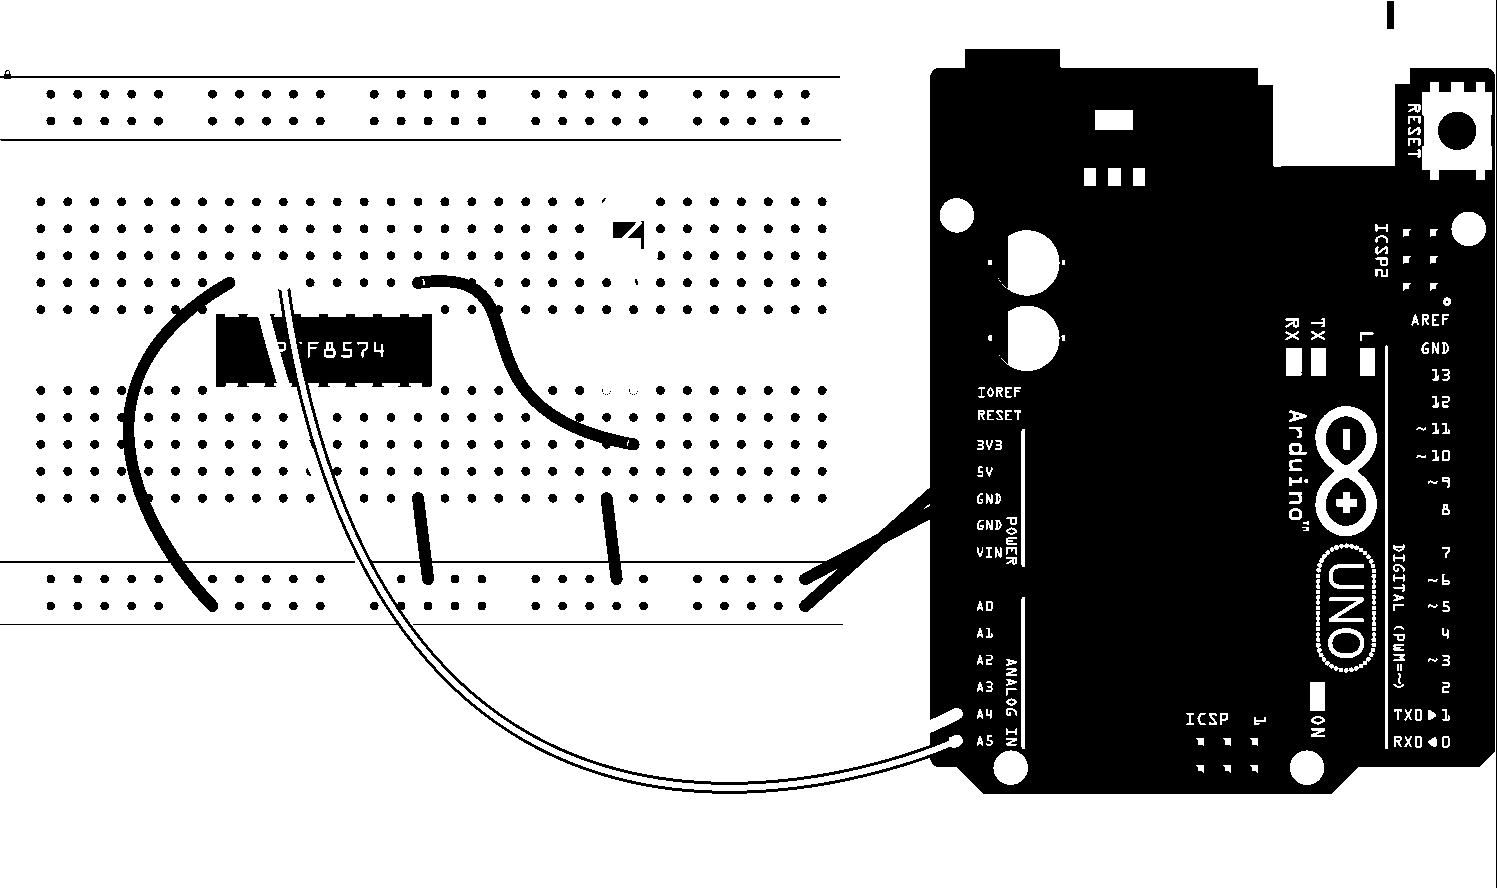 RESET
ICSP2
PCF8574
IOREF
RESET
3V3
5V
GND
GND
VIN
POWER
A0
A1
A2
A3
A4
A5
ANALOG IN
RX
TX
L
Arduino™
UNO
ON
ICSP
1
AREF
GND
13
12
~11
~10
~9
8
7
~6
~5
4
~3
2
TX0▶1
RX0◀0
DIGITAL (PWM=~)